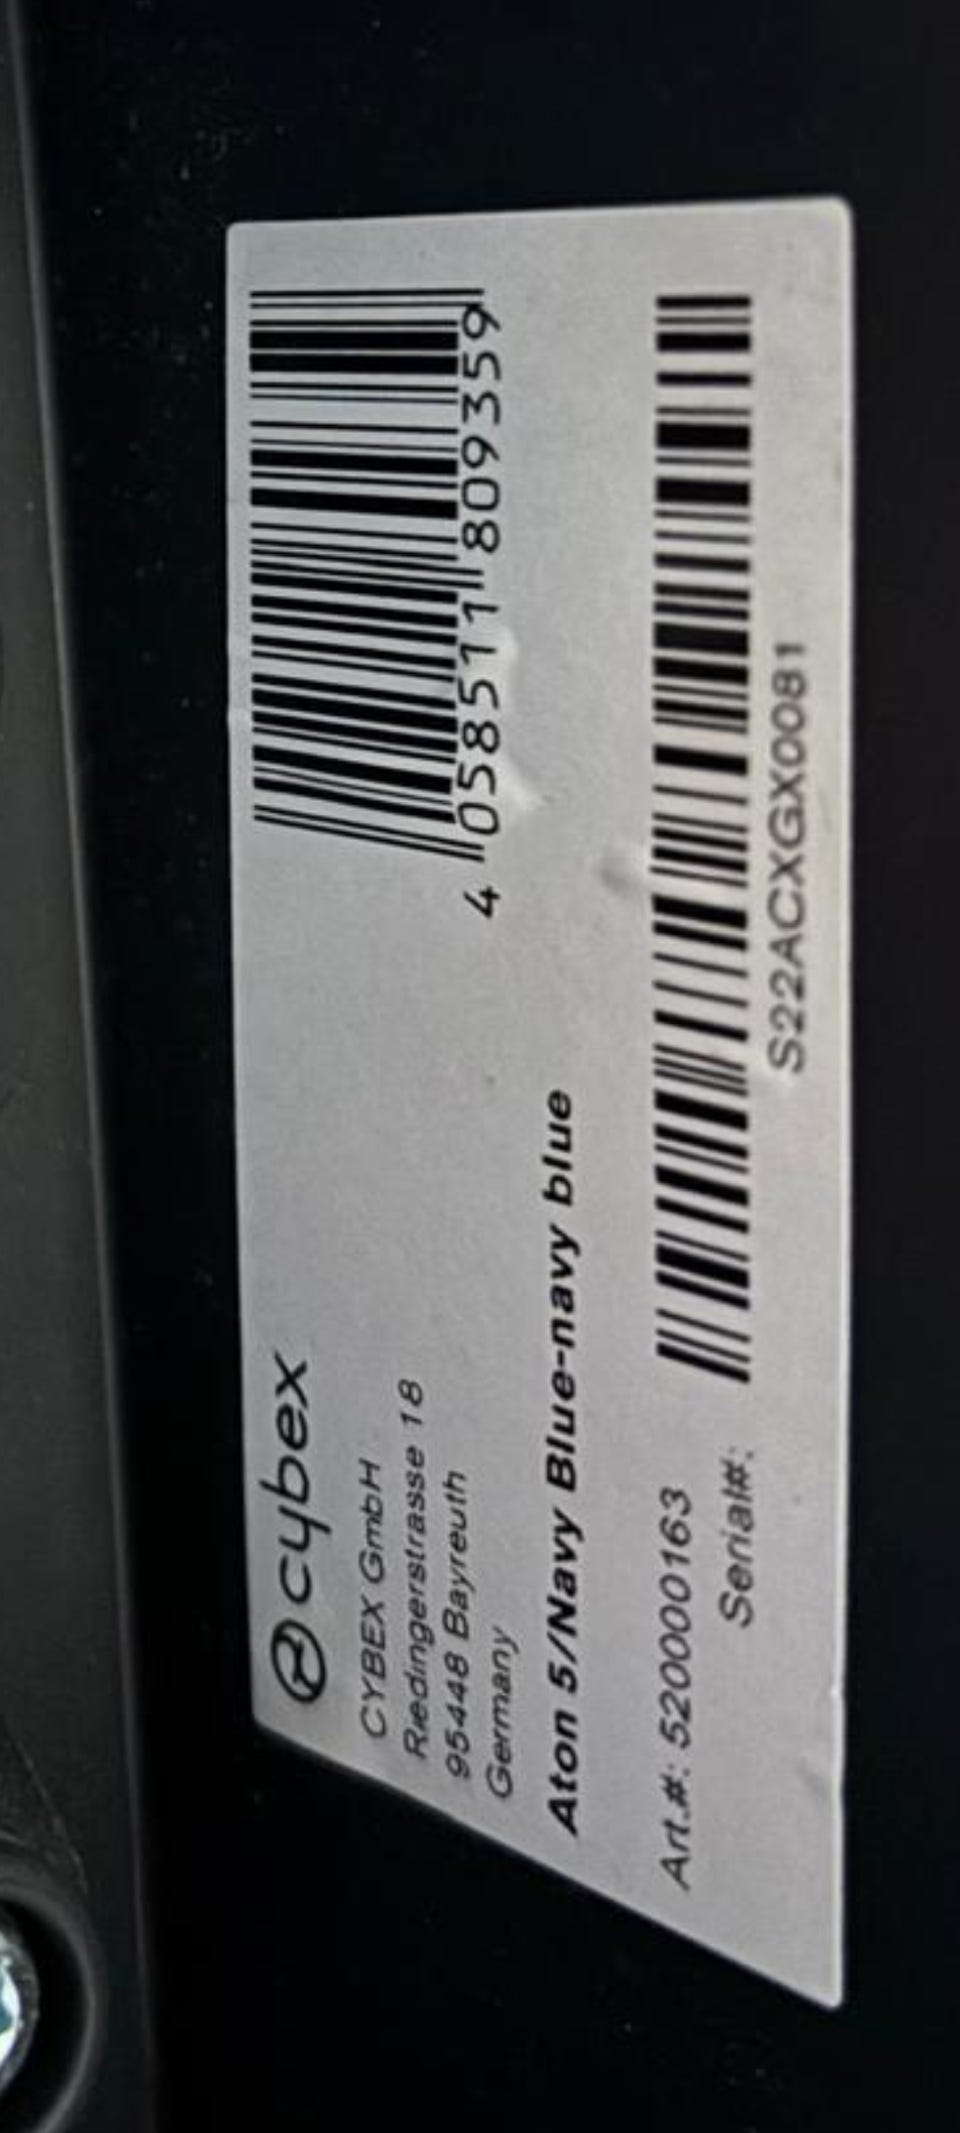 cybex
CYBEX GmbH
Riedingerstrasse 18
95448 Bayreuth
Germany
4 058511 809359
Aton 5/Navy Blue-navy blue
Art.#: 520000163
Serial#:
S22ACXGX0081